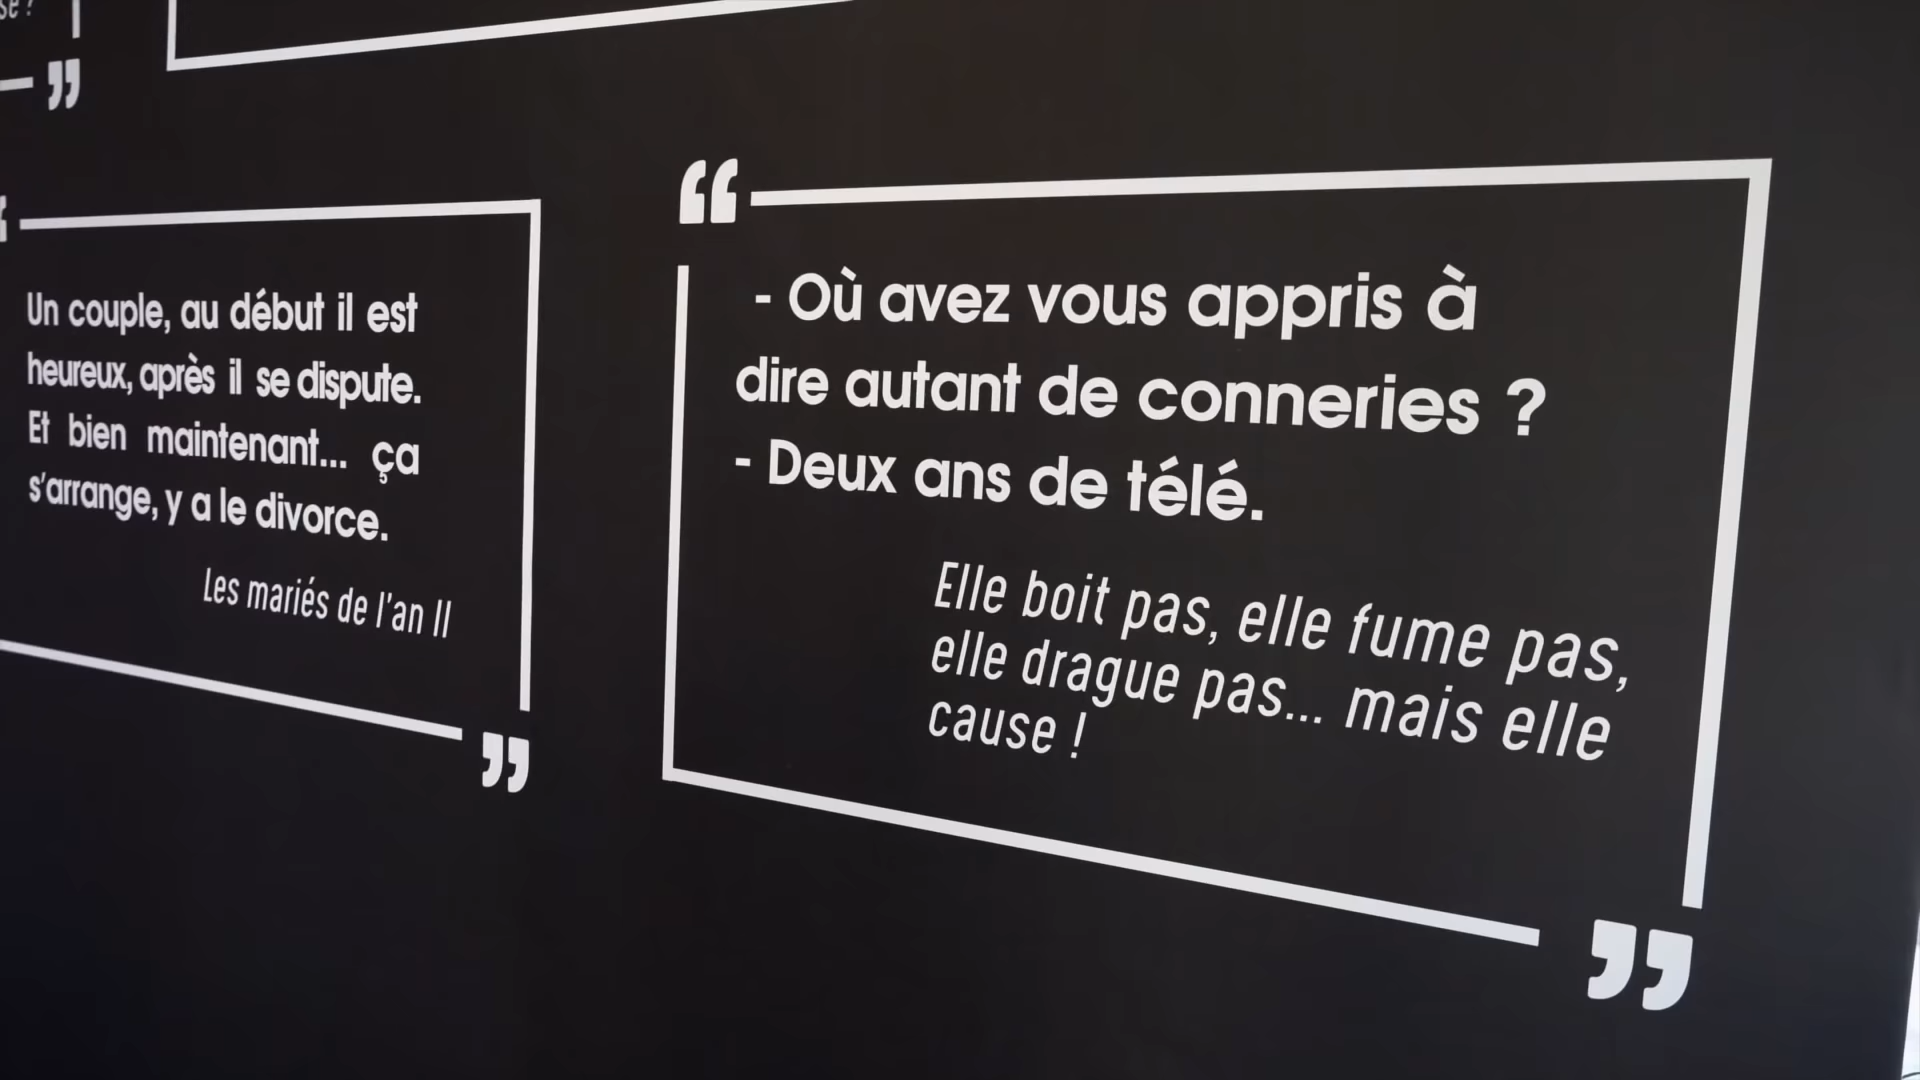 Un couple, au début il est
heureux, après il se dispute.
Et bien maintenant... ça
s'arrange, y a le divorce.
Les mariés de l'an II
- Où avez vous appris à
dire autant de conneries ?
- Deux ans de télé.
Elle boit pas, elle fume pas,
elle drague pas... mais elle
cause !